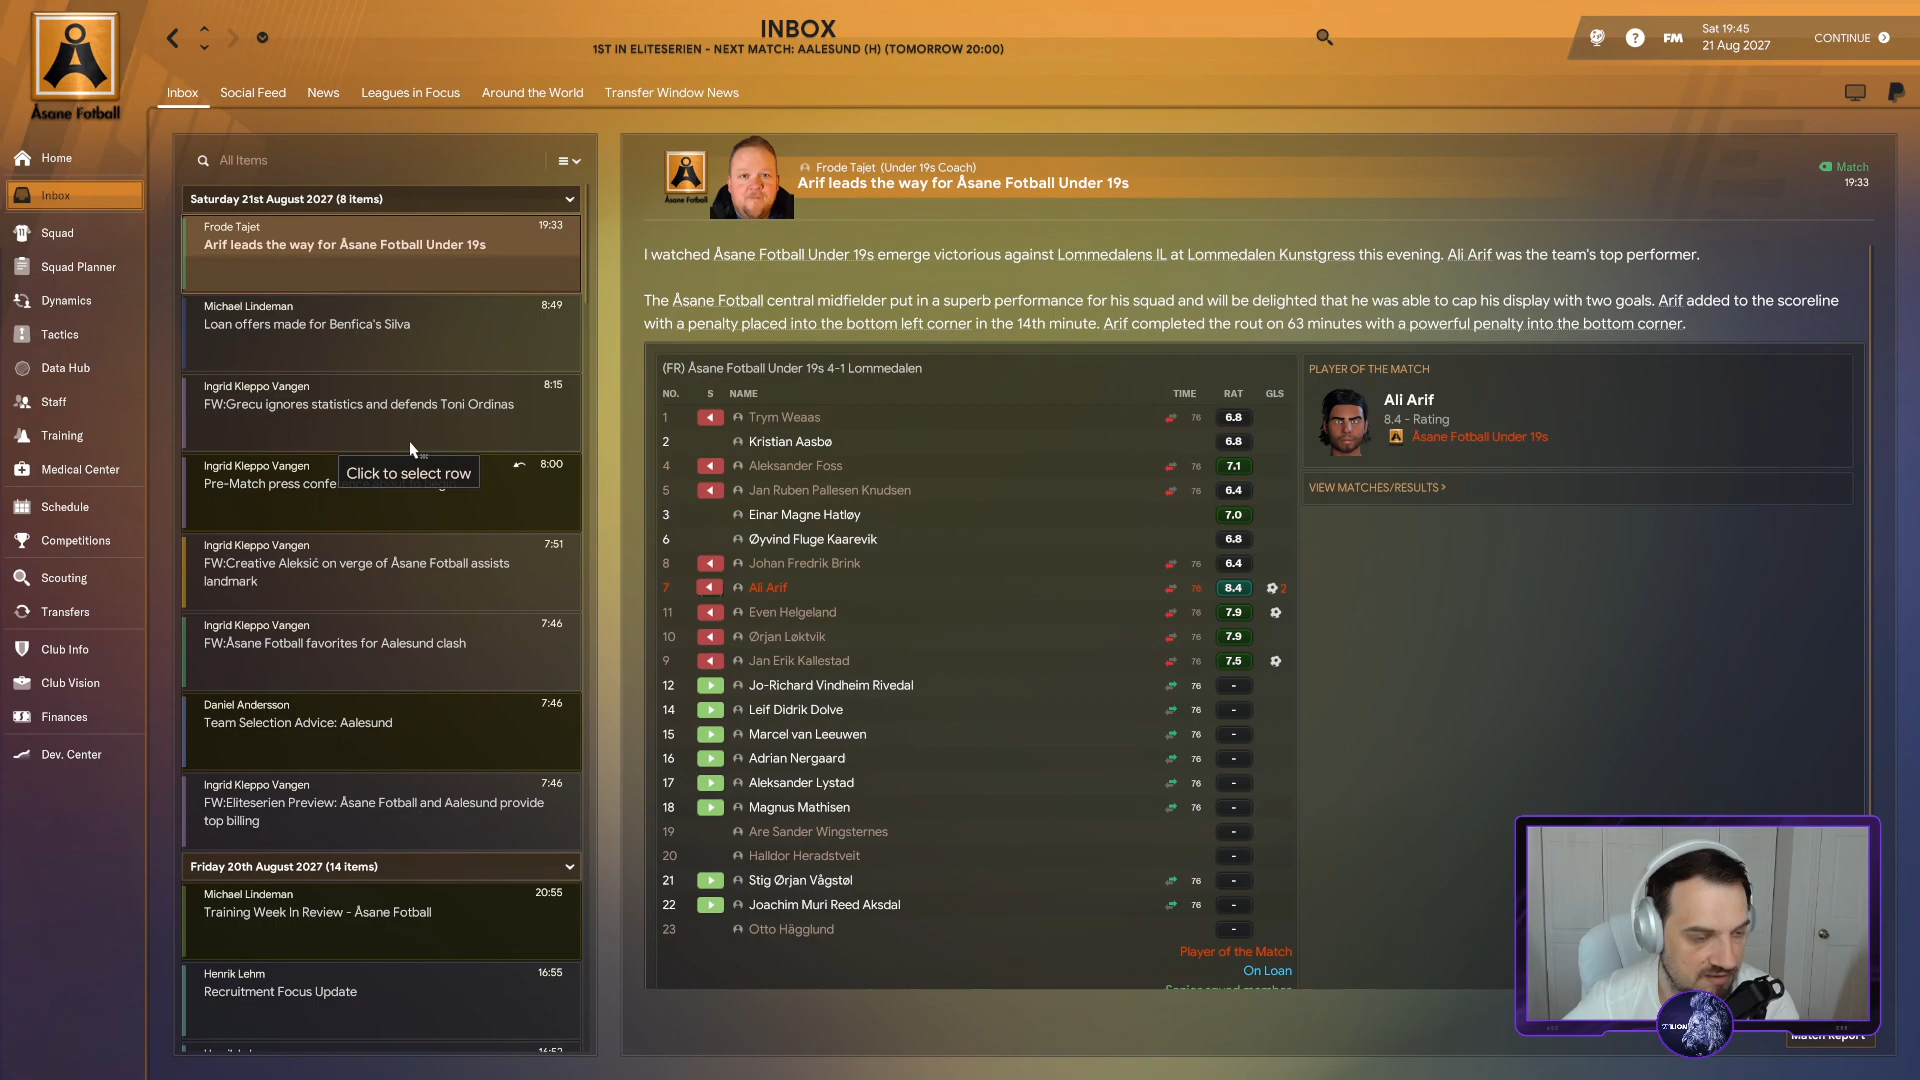 INBOX
1ST IN ELITESERIEN - NEXT MATCH: AALESUND (H) (TOMORROW 20:00)
FM
Sat 19:45
21 Aug 2027
CONTINUE
Åsane Fotball
Inbox
Social Feed
News
Leagues in Focus
Around the World
Transfer Window News
Home
Inbox
Squad
Squad Planner
Dynamics
Tactics
Data Hub
Staff
Training
Medical Center
Schedule
Competitions
Scouting
Transfers
Club Info
Club Vision
Finances
Dev. Center
All Items
Saturday 21st August 2027 (8 items)
Frode Tajet 19:33
Arif leads the way for Åsane Fotball Under 19s
Michael Lindeman 8:49
Loan offers made for Benfica's Silva
Ingrid Kleppo Vangen 8:15
FW:Grecu ignores statistics and defends Toni Ordinas
Ingrid Kleppo Vangen 8:00
Pre-Match press confe
Click to select row
Ingrid Kleppo Vangen 7:51
FW:Creative Aleksić on verge of Åsane Fotball assists
landmark
Ingrid Kleppo Vangen 7:46
FW:Åsane Fotball favorites for Aalesund clash
Daniel Andersson 7:46
Team Selection Advice: Aalesund
Ingrid Kleppo Vangen 7:46
FW:Eliteserien Preview: Åsane Fotball and Aalesund provide
top billing
Friday 20th August 2027 (14 items)
Michael Lindeman 20:55
Training Week In Review - Åsane Fotball
Henrik Lehm 16:55
Recruitment Focus Update
Åsane Fotball
Frode Tajet (Under 19s Coach)
Arif leads the way for Åsane Fotball Under 19s
Match
19:33
I watched Åsane Fotball Under 19s emerge victorious against Lommedalens IL at Lommedalen Kunstgress this evening. Ali Arif was the team's top performer.
The Åsane Fotball central midfielder put in a superb performance for his squad and will be delighted that he was able to cap his display with two goals. Arif added to the scoreline
with a penalty placed into the bottom left corner in the 14th minute. Arif completed the rout on 63 minutes with a powerful penalty into the bottom corner.
(FR) Åsane Fotball Under 19s 4-1 Lommedalen
NO. S NAME TIME RAT GLS
1 Trym Weaas 76 6.8
2 Kristian Aasbø 6.8
4 Aleksander Foss 76 7.1
5 Jan Ruben Pallesen Knudsen 76 6.4
3 Einar Magne Hatløy 7.0
6 Øyvind Fluge Kaarevik 6.8
8 Johan Fredrik Brink 76 6.4
7 Ali Arif 76 8.4 2
11 Even Helgeland 76 7.9
10 Ørjan Løktvik 76 7.9
9 Jan Erik Kallestad 76 7.5
12 Jo-Richard Vindheim Rivedal 76 -
14 Leif Didrik Dolve 76 -
15 Marcel van Leeuwen 76 -
16 Adrian Nergaard 76 -
17 Aleksander Lystad 76 -
18 Magnus Mathisen 76 -
19 Are Sander Wingsternes -
20 Halldor Heradstveit -
21 Stig Ørjan Vågstøl 76 -
22 Joachim Muri Reed Aksdal 76 -
23 Otto Hägglund -
Player of the Match
On Loan
Senior squad member
PLAYER OF THE MATCH
Ali Arif
8.4 - Rating
Åsane Fotball Under 19s
VIEW MATCHES/RESULTS >
Match Report